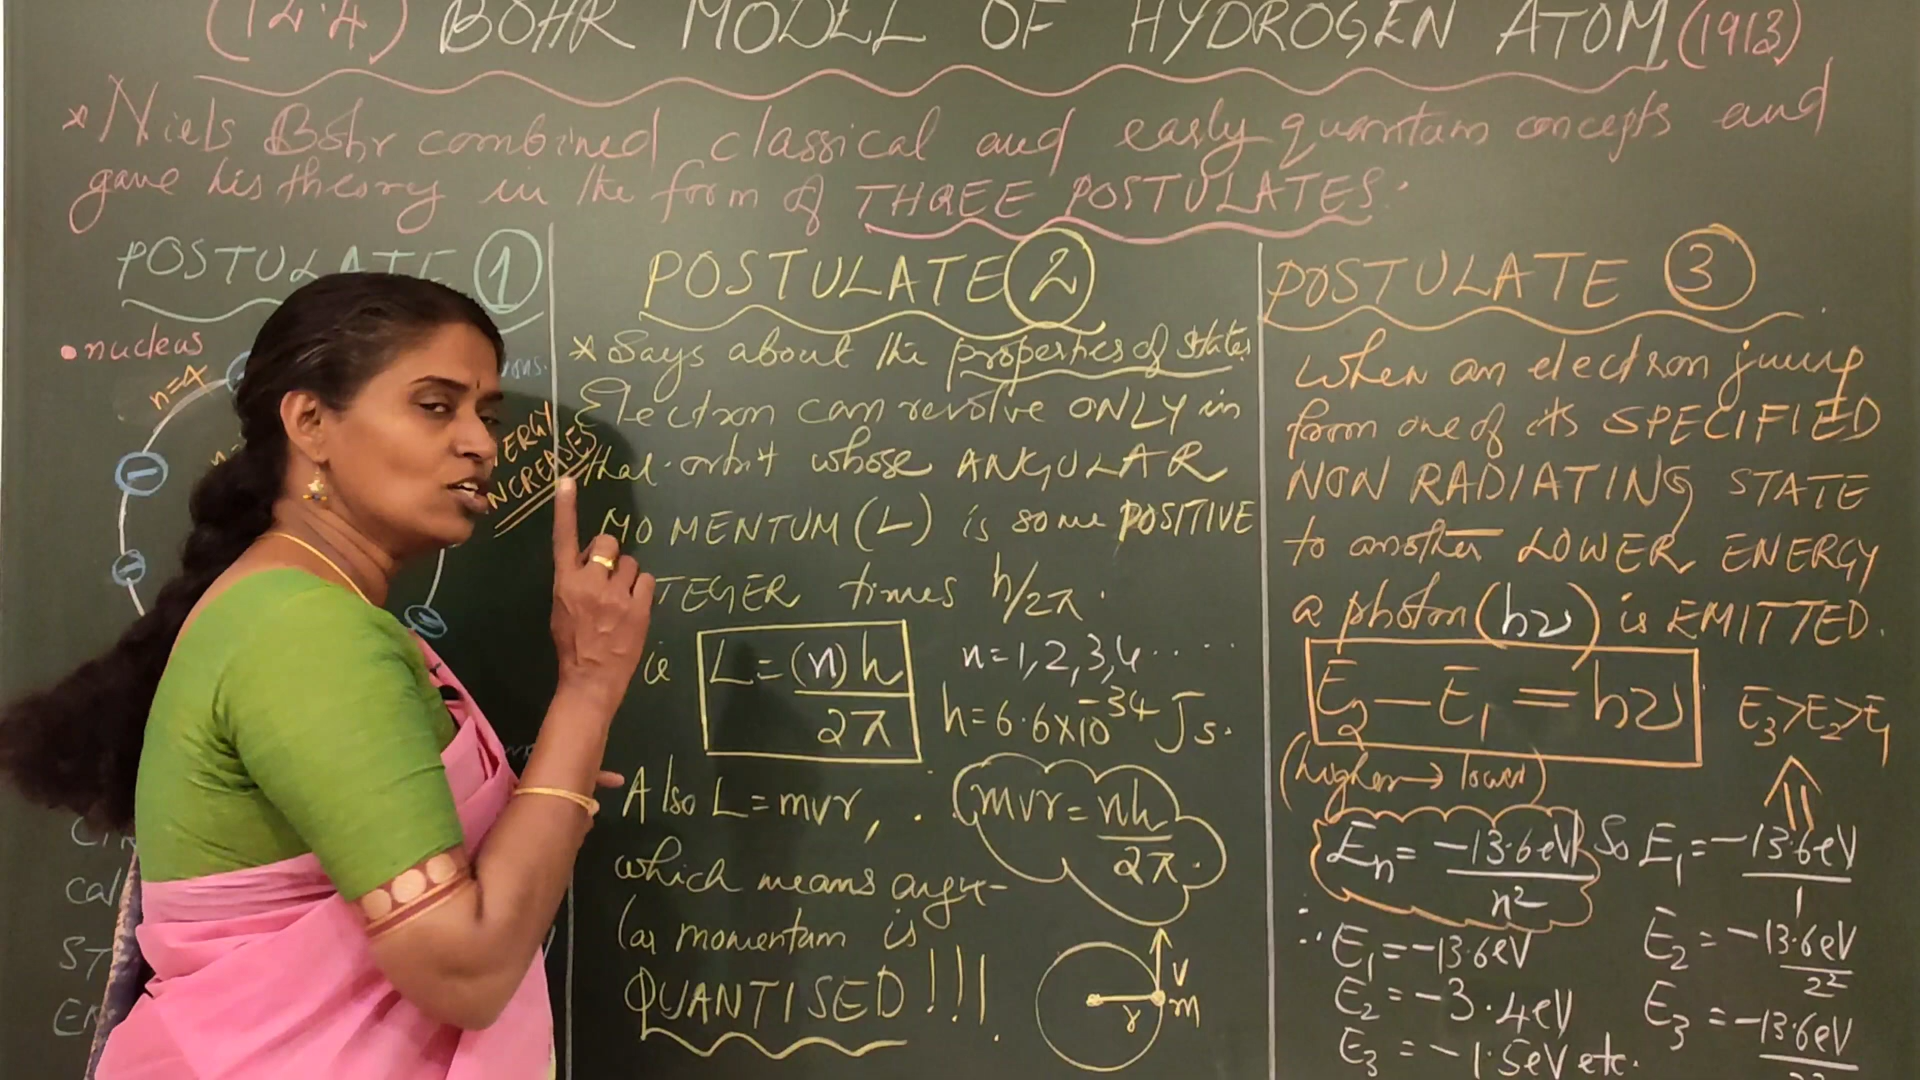 (12.4) BOHR MODEL OF HYDROGEN ATOM (1913)
* Niels Bohr combined classical and early quantum concepts and
gave his theory in the form of THREE POSTULATES.
POSTULATE 1
• nucleus
n=4
ENERGY
INCREASES
POSTULATE 2
* Says about the properties of states
Electron can revolve ONLY in
that orbit whose ANGULAR
MOMENTUM (L) is some POSITIVE
TEGER times h/2π.
ie L = (n) h / 2π
n=1,2,3,4.....
h=6.6×10^-34 Js.
Also L = mvr, ∴ mvr = nh / 2π.
which means angu-
lar momentum is
QUANTISED!!!
v
r m
POSTULATE 3
When an electron jump
from one of its SPECIFIED
NON RADIATING STATE
to another LOWER ENERGY
a photon (hν) is EMITTED.
E2 – E1 = hν
E3>E2>E1
(higher → lower)
En = -13.6eV / n² So E1 = -13.6eV / 1
∴ E1 = -13.6eV
E2 = -13.6eV / 2²
E2 = -3.4eV
E3 = -13.6eV
E3 = -1.5eV etc.